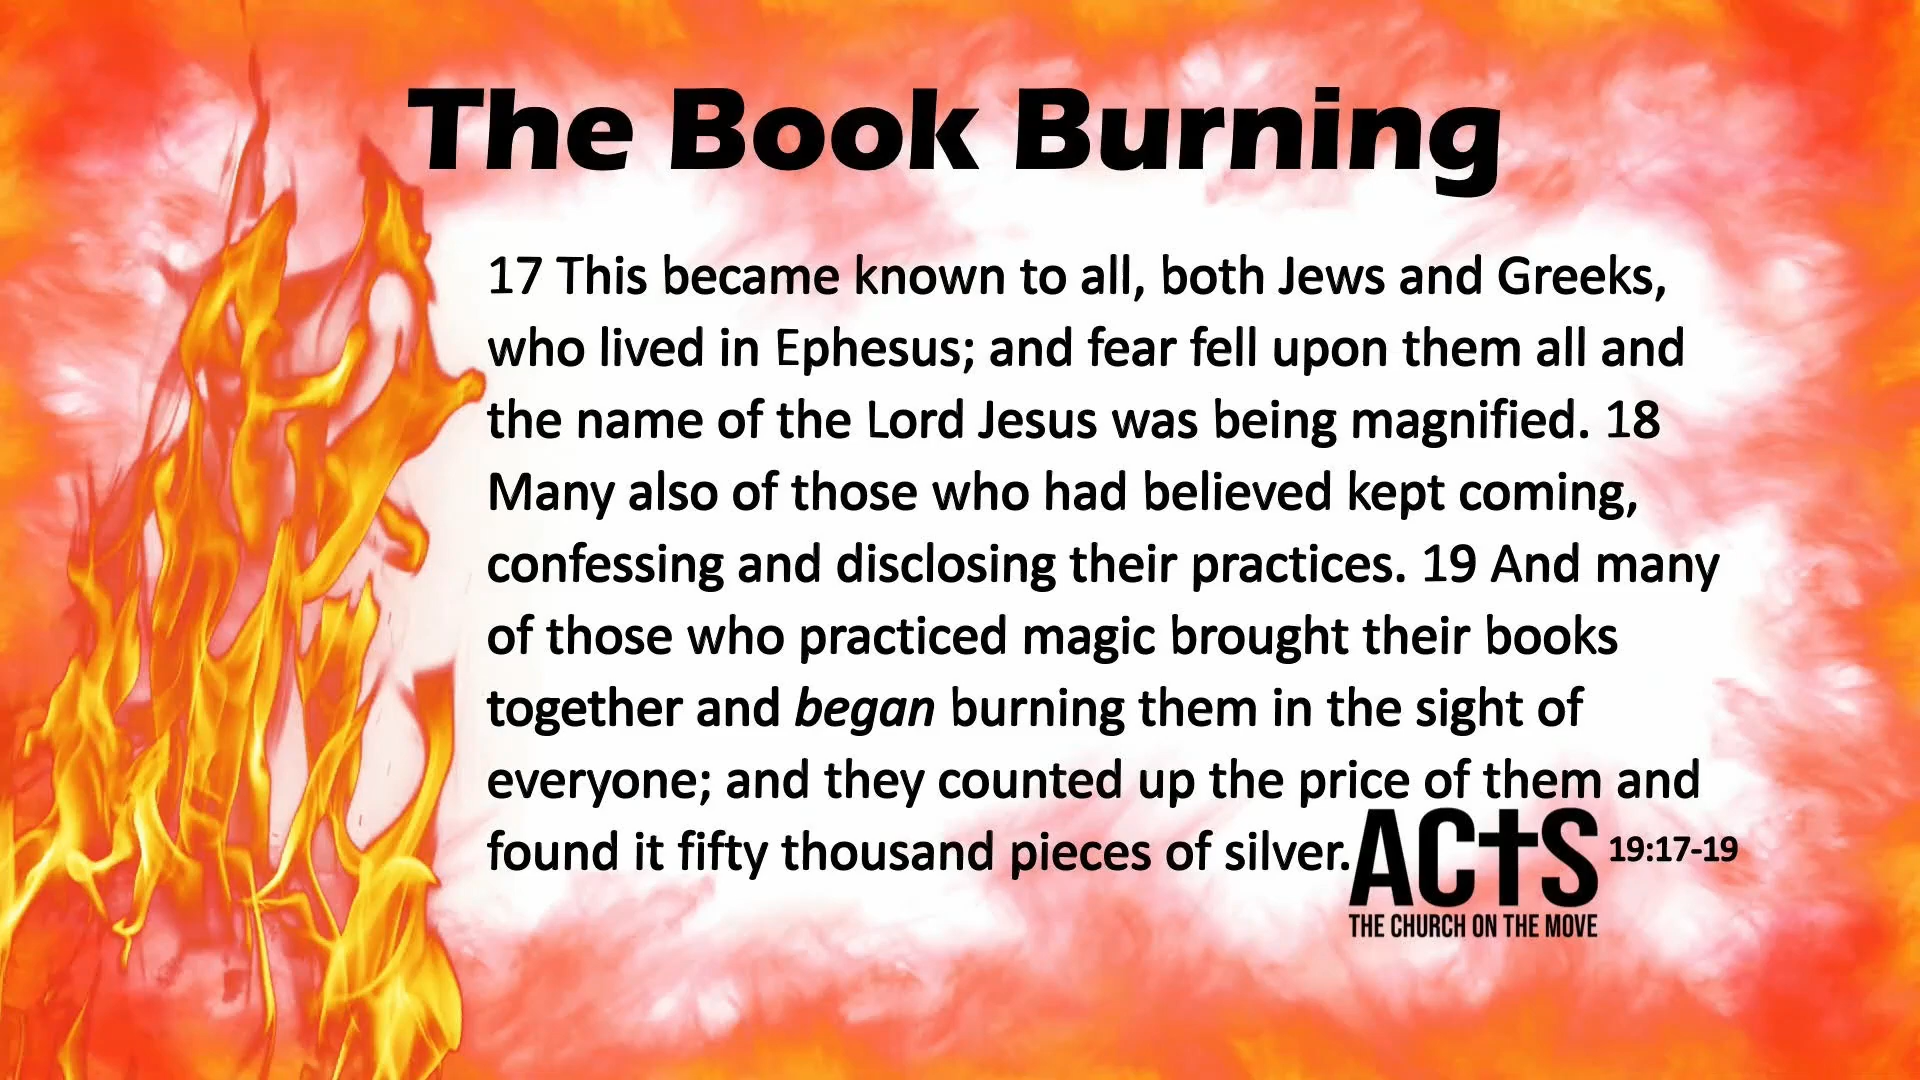 The Book Burning
17 This became known to all, both Jews and Greeks,
who lived in Ephesus; and fear fell upon them all and
the name of the Lord Jesus was being magnified. 18
Many also of those who had believed kept coming,
confessing and disclosing their practices. 19 And many
of those who practiced magic brought their books
together and began burning them in the sight of
everyone; and they counted up the price of them and
found it fifty thousand pieces of silver.
ACTS 19:17-19
THE CHURCH ON THE MOVE